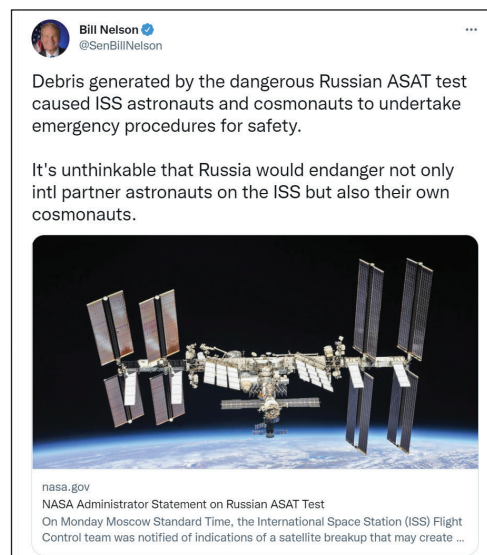 Bill Nelson
@SenBillNelson
Debris generated by the dangerous Russian ASAT test
caused ISS astronauts and cosmonauts to undertake
emergency procedures for safety.
It's unthinkable that Russia would endanger not only
intl partner astronauts on the ISS but also their own
cosmonauts.
nasa.gov
NASA Administrator Statement on Russian ASAT Test
On Monday Moscow Standard Time, the International Space Station (ISS) Flight
Control team was notified of indications of a satellite breakup that may create ...